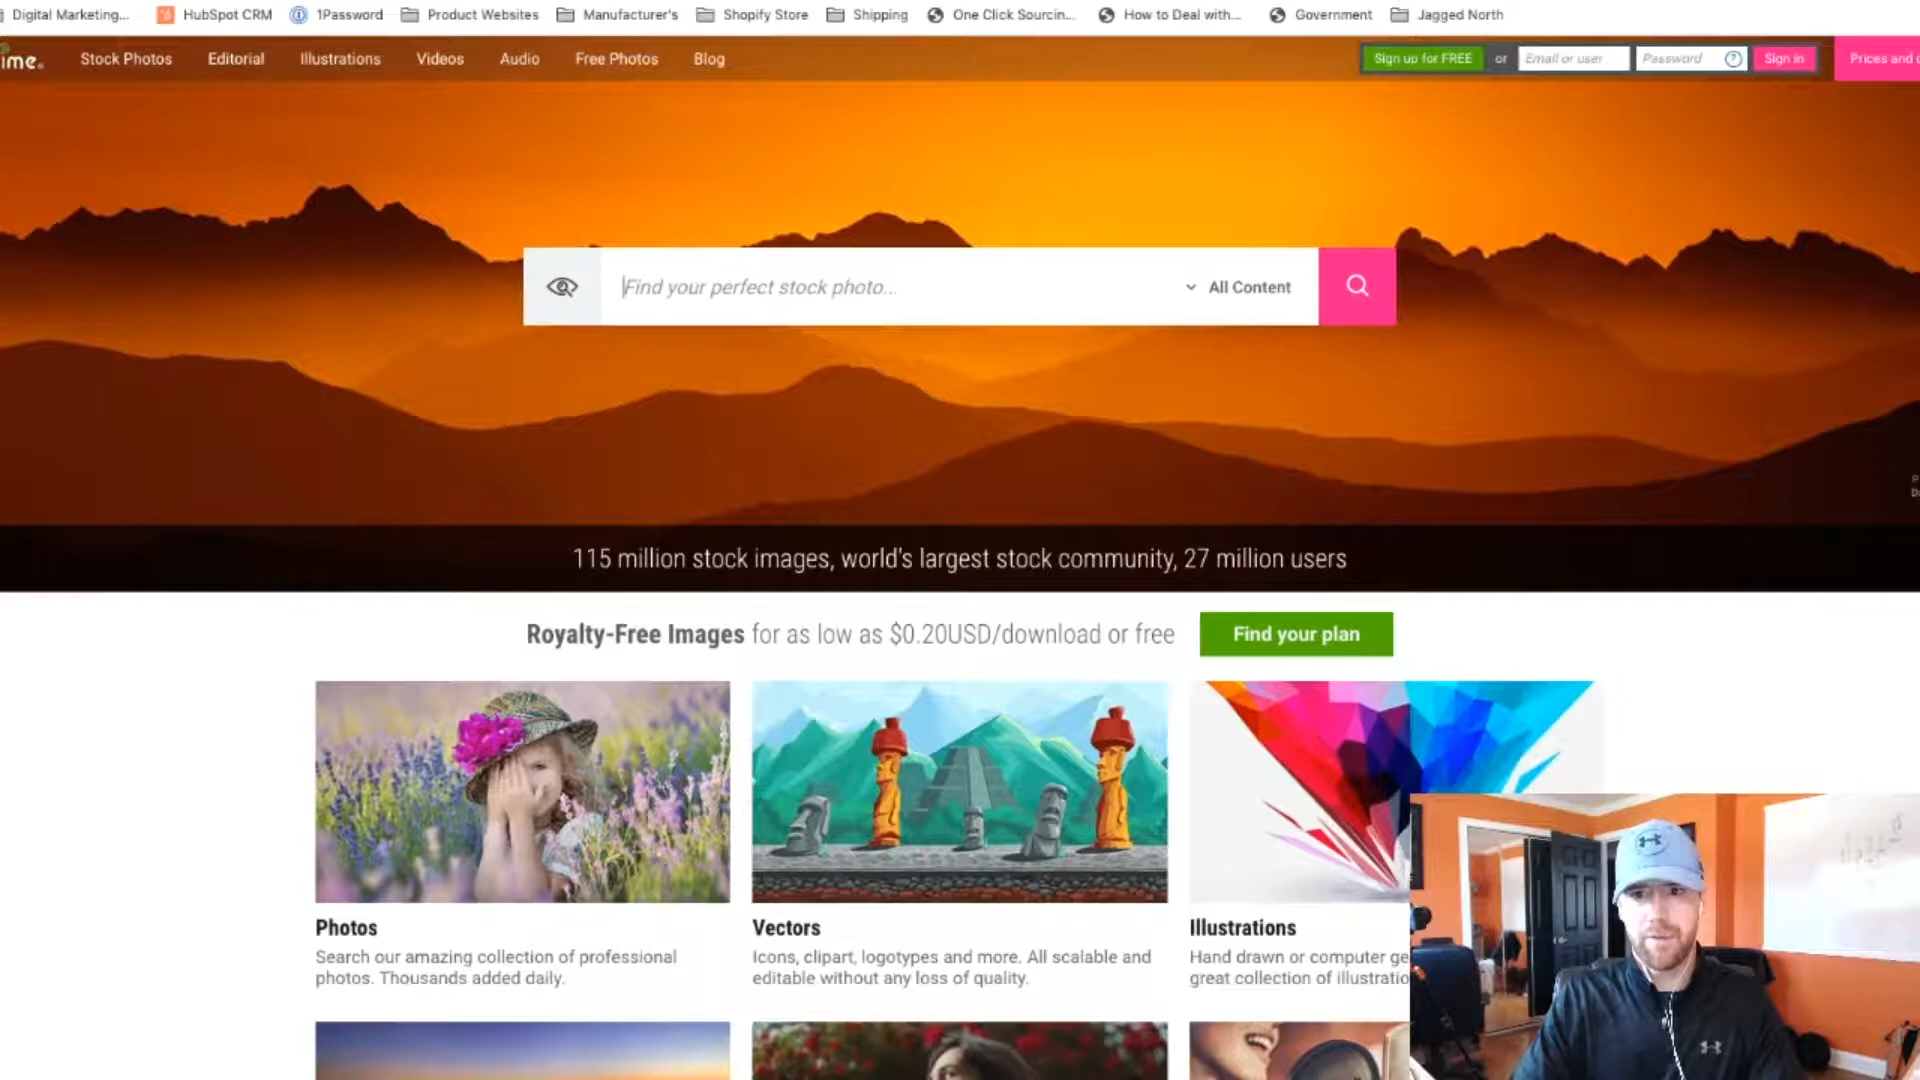 Digital Marketing... HubSpot CRM 1Password Product Websites Manufacturer's Shopify Store Shipping One Click Sourcin... How to Deal with... Government Jagged North
ime. Stock Photos Editorial Illustrations Videos Audio Free Photos Blog Sign up for FREE or Email or user Password ? Sign in Prices and
Find your perfect stock photo... All Content
115 million stock images, world's largest stock community, 27 million users
Royalty-Free Images for as low as $0.20USD/download or free Find your plan
Photos
Search our amazing collection of professional
photos. Thousands added daily.
Vectors
Icons, clipart, logotypes and more. All scalable and
editable without any loss of quality.
Illustrations
Hand drawn or computer ge
great collection of illustratio